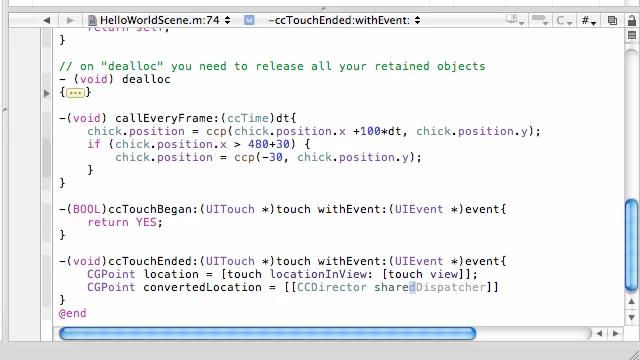 HelloWorldScene.m:74 M -ccTouchEnded:withEvent: C #
return self;
}
// on "dealloc" you need to release all your retained objects
- (void) dealloc
{...}
-(void) callEveryFrame:(ccTime)dt{
chick.position = ccp(chick.position.x +100*dt, chick.position.y);
if (chick.position.x > 480+30) {
chick.position = ccp(-30, chick.position.y);
}
}
-(BOOL)ccTouchBegan:(UITouch *)touch withEvent:(UIEvent *)event{
return YES;
}
-(void)ccTouchEnded:(UITouch *)touch withEvent:(UIEvent *)event{
CGPoint location = [touch locationInView: [touch view]];
CGPoint convertedLocation = [[CCDirector sharedDispatcher]]
}
@end